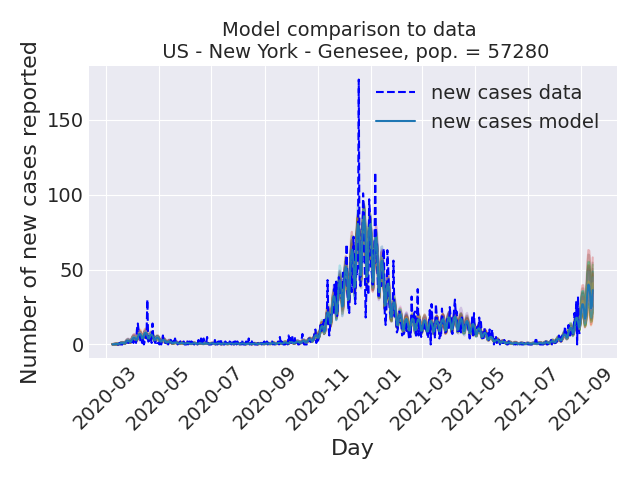 Model comparison to data
US - New York - Genesee, pop. = 57280
Number of new cases reported
150
100
50
0
new cases data
new cases model
2020-03
2020-05
2020-07
2020-09
2020-11
2021-01
2021-03
2021-05
2021-07
2021-09
Day